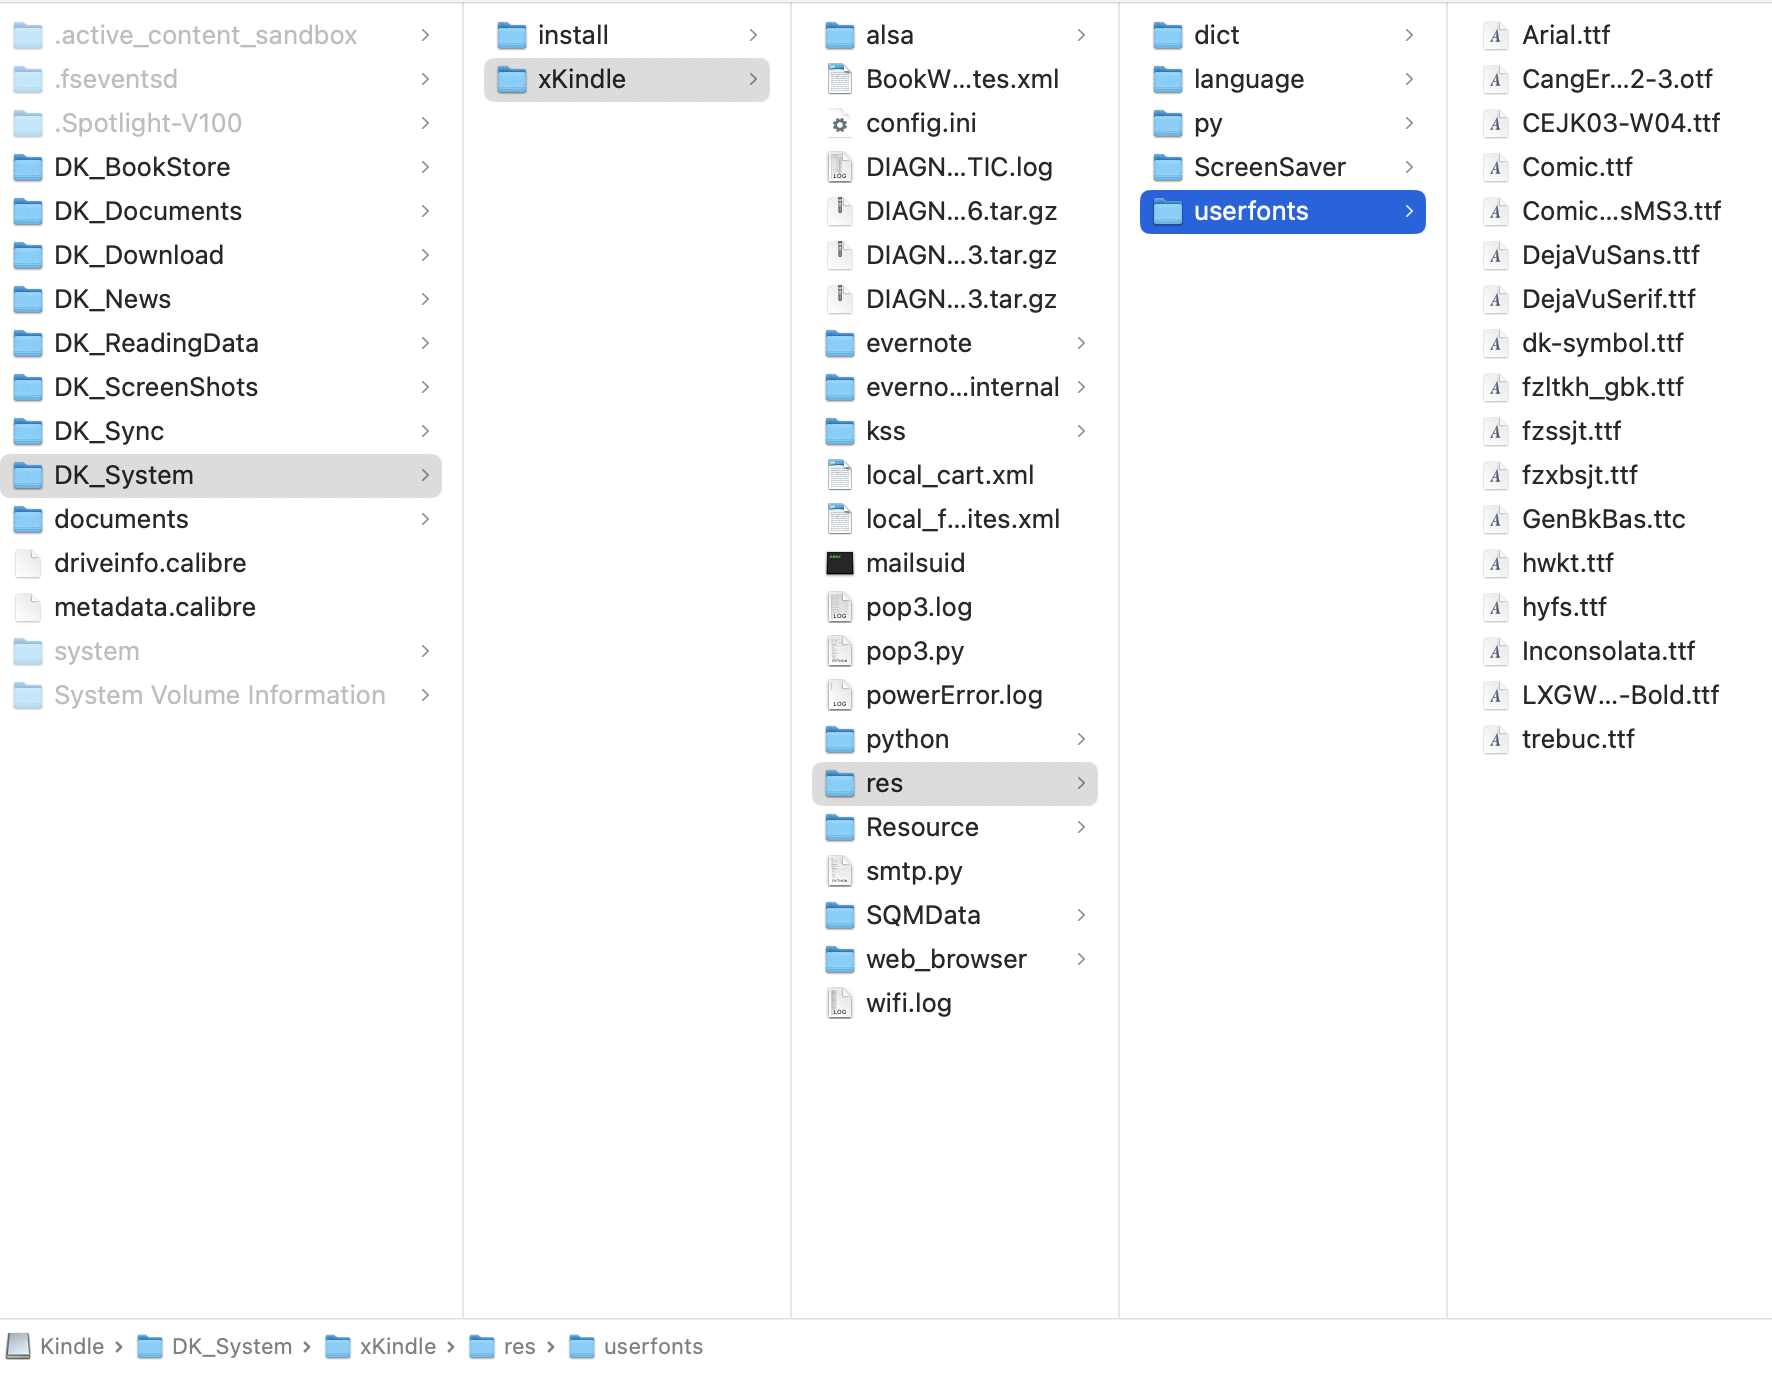 .active_content_sandbox
.fseventsd
.Spotlight-V100
DK_BookStore
DK_Documents
DK_Download
DK_News
DK_ReadingData
DK_ScreenShots
DK_Sync
DK_System
documents
driveinfo.calibre
metadata.calibre
system
System Volume Information
install
xKindle
alsa
BookW...tes.xml
config.ini
DIAGN...TIC.log
DIAGN...6.tar.gz
DIAGN...3.tar.gz
DIAGN...3.tar.gz
evernote
everno...internal
kss
local_cart.xml
local_f...ites.xml
mailsuid
pop3.log
pop3.py
powerError.log
python
res
Resource
smtp.py
SQMData
web_browser
wifi.log
dict
language
py
ScreenSaver
userfonts
Arial.ttf
CangEr...2-3.otf
CEJK03-W04.ttf
Comic.ttf
Comic...sMS3.ttf
DejaVuSans.ttf
DejaVuSerif.ttf
dk-symbol.ttf
fzltkh_gbk.ttf
fzssjt.ttf
fzxbsjt.ttf
GenBkBas.ttc
hwkt.ttf
hyfs.ttf
Inconsolata.ttf
LXGW...-Bold.ttf
trebuc.ttf
Kindle › DK_System › xKindle › res › userfonts